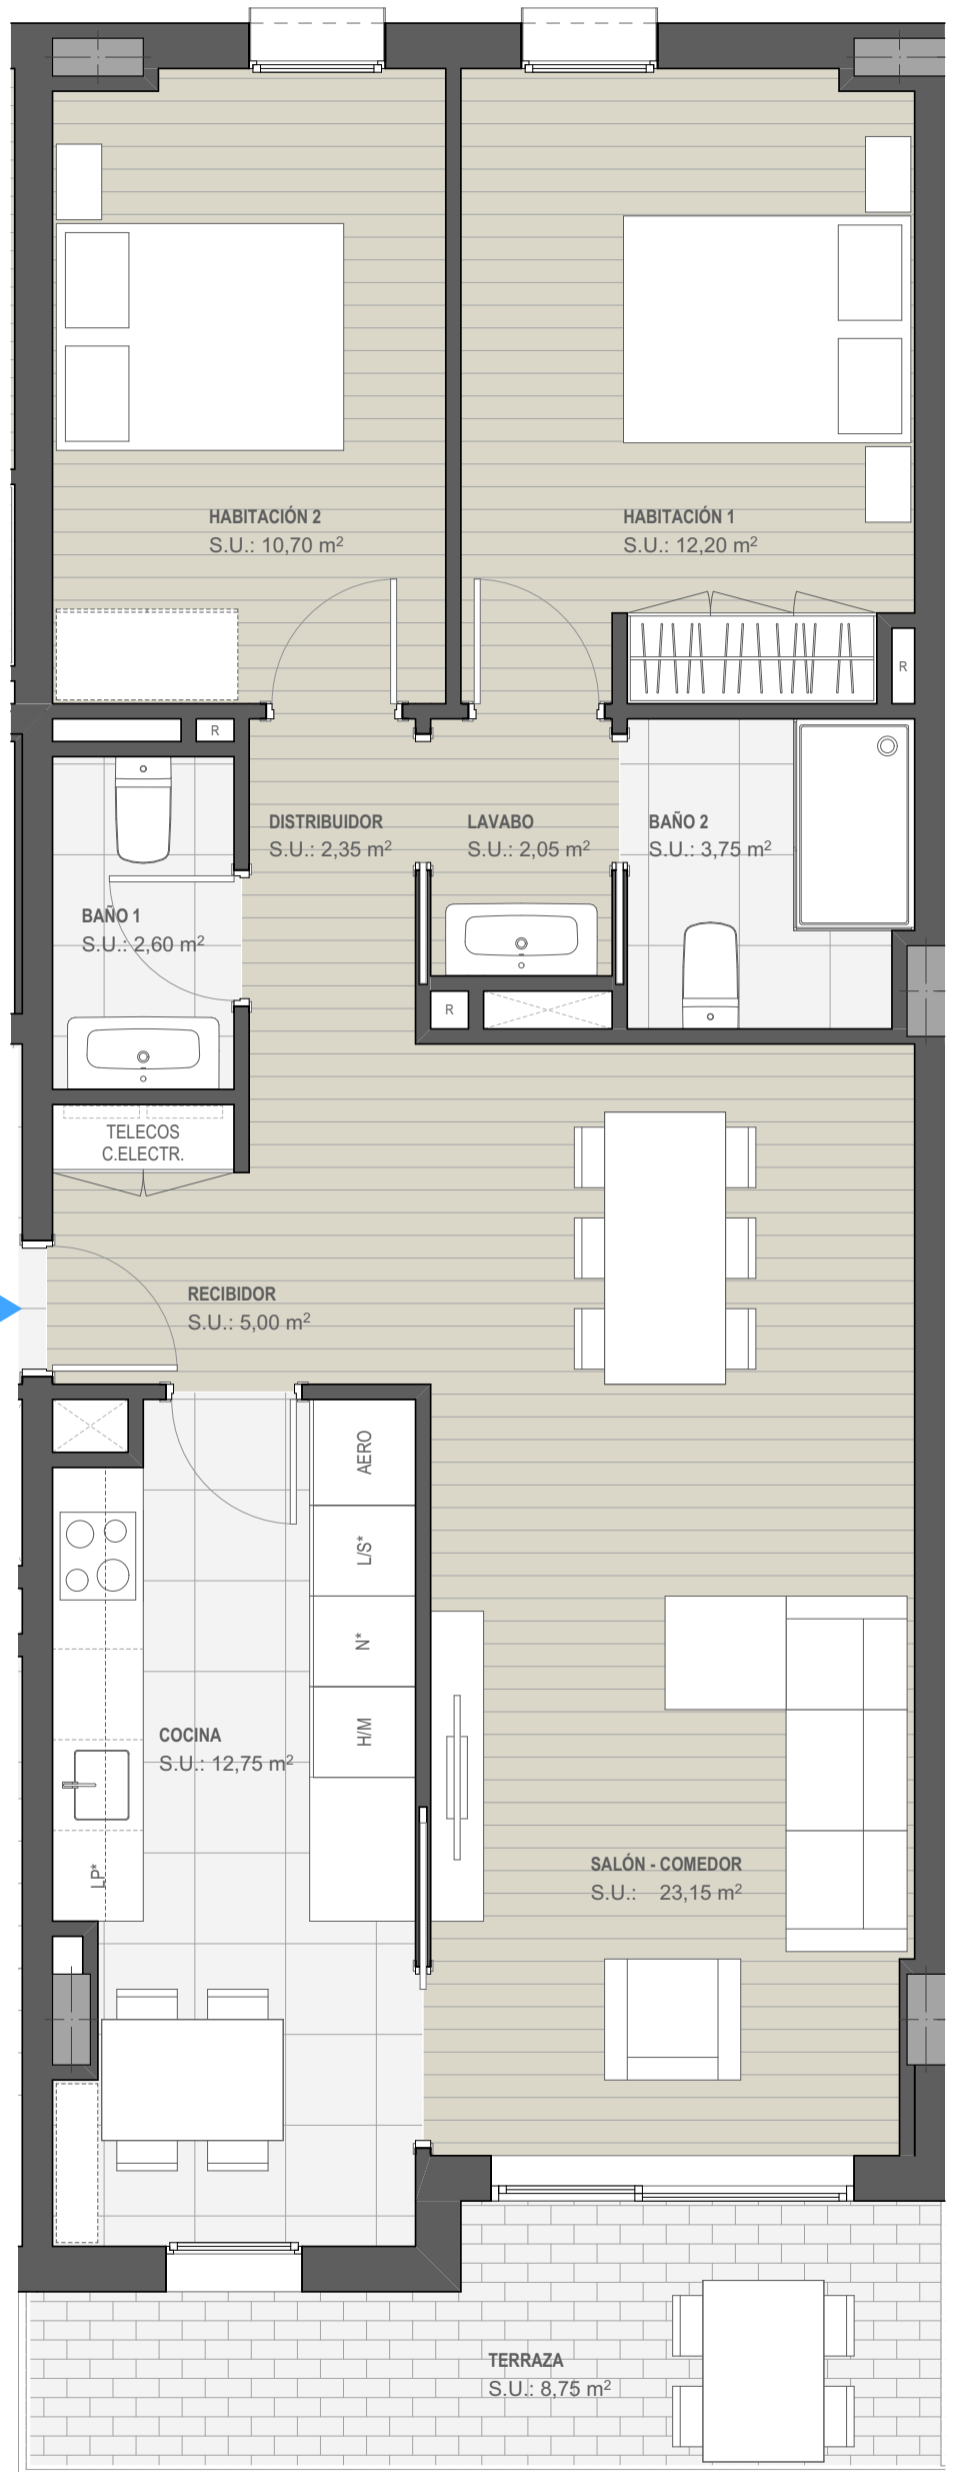 HABITACIÓN 2
S.U.: 10,70 m²
HABITACIÓN 1
S.U.: 12,20 m²
R
R
DISTRIBUIDOR
S.U.: 2,35 m²
LAVABO
S.U.: 2,05 m²
BAÑO 2
S.U.: 3,75 m²
BAÑO 1
S.U.: 2,60 m²
R
TELECOS
C.ELECTR.
RECIBIDOR
S.U.: 5,00 m²
AERO
L/S*
N*
H/M
COCINA
S.U.: 12,75 m²
LP*
SALÓN - COMEDOR
S.U.: 23,15 m²
TERRAZA
S.U.: 8,75 m²